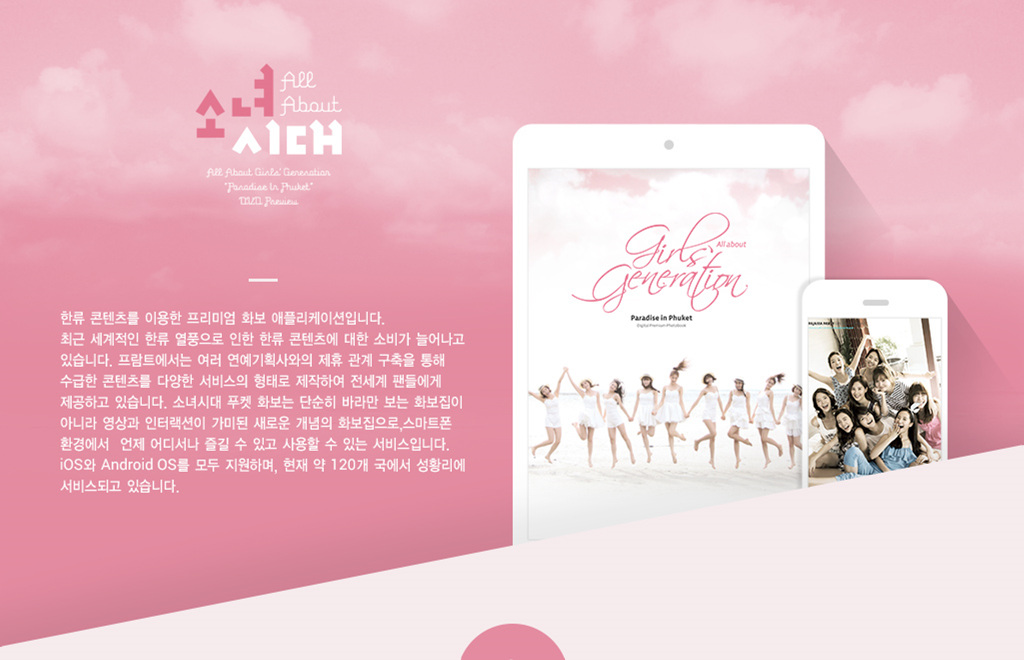 All
About
소녀
시대
All About Girls' Generation
"Paradise In Phuket"
DVD Preview
한류 콘텐츠를 이용한 프리미엄 화보 애플리케이션입니다.
최근 세계적인 한류 열풍으로 인한 한류 콘텐츠에 대한 소비가 늘어나고
있습니다. 프람트에서는 여러 연예기획사와의 제휴 관계 구축을 통해
수급한 콘텐츠를 다양한 서비스의 형태로 제작하여 전세계 팬들에게
제공하고 있습니다. 소녀시대 푸켓 화보는 단순히 바라만 보는 화보집이
아니라 영상과 인터랙션이 가미된 새로운 개념의 화보집으로,스마트폰
환경에서 언제 어디서나 즐길 수 있고 사용할 수 있는 서비스입니다.
iOS와 Android OS를 모두 지원하며, 현재 약 120개 국에서 성황리에
서비스되고 있습니다.
All about
Girls'
Generation
Paradise in Phuket
Digital Premium Photobook